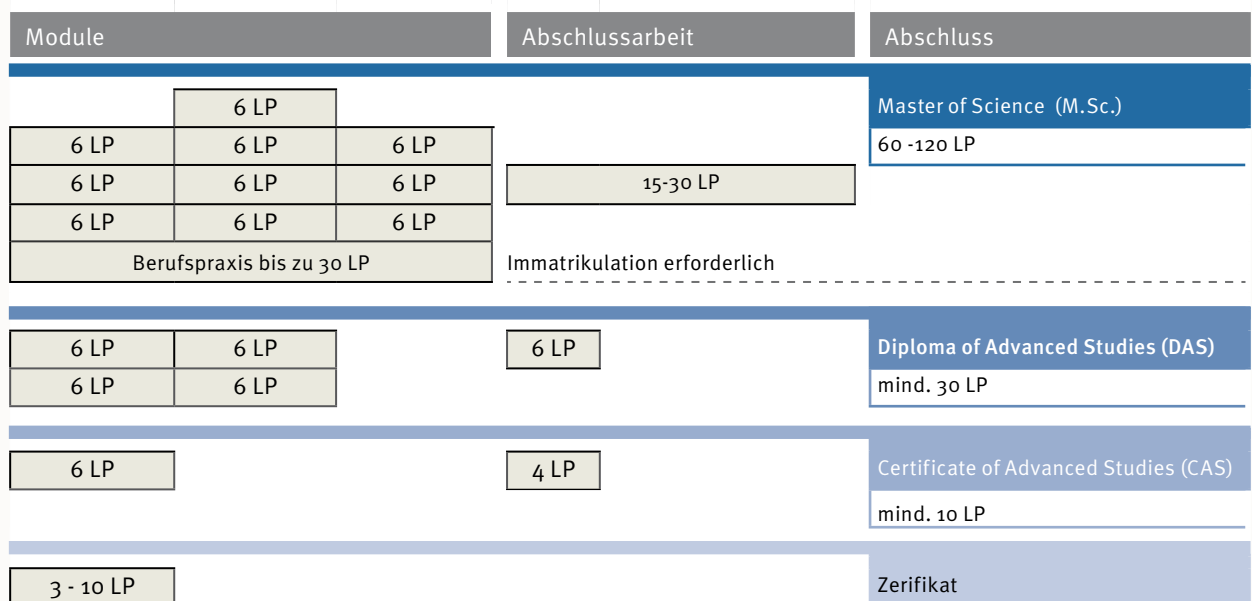 Module Abschlussarbeit Abschluss
6 LP Master of Science (M.Sc.)
6 LP 6 LP 6 LP 60 -120 LP
6 LP 6 LP 6 LP 15-30 LP
6 LP 6 LP 6 LP
Berufspraxis bis zu 30 LP Immatrikulation erforderlich
6 LP 6 LP 6 LP Diploma of Advanced Studies (DAS)
6 LP 6 LP mind. 30 LP
6 LP 4 LP Certificate of Advanced Studies (CAS)
mind. 10 LP
3 - 10 LP Zerifikat